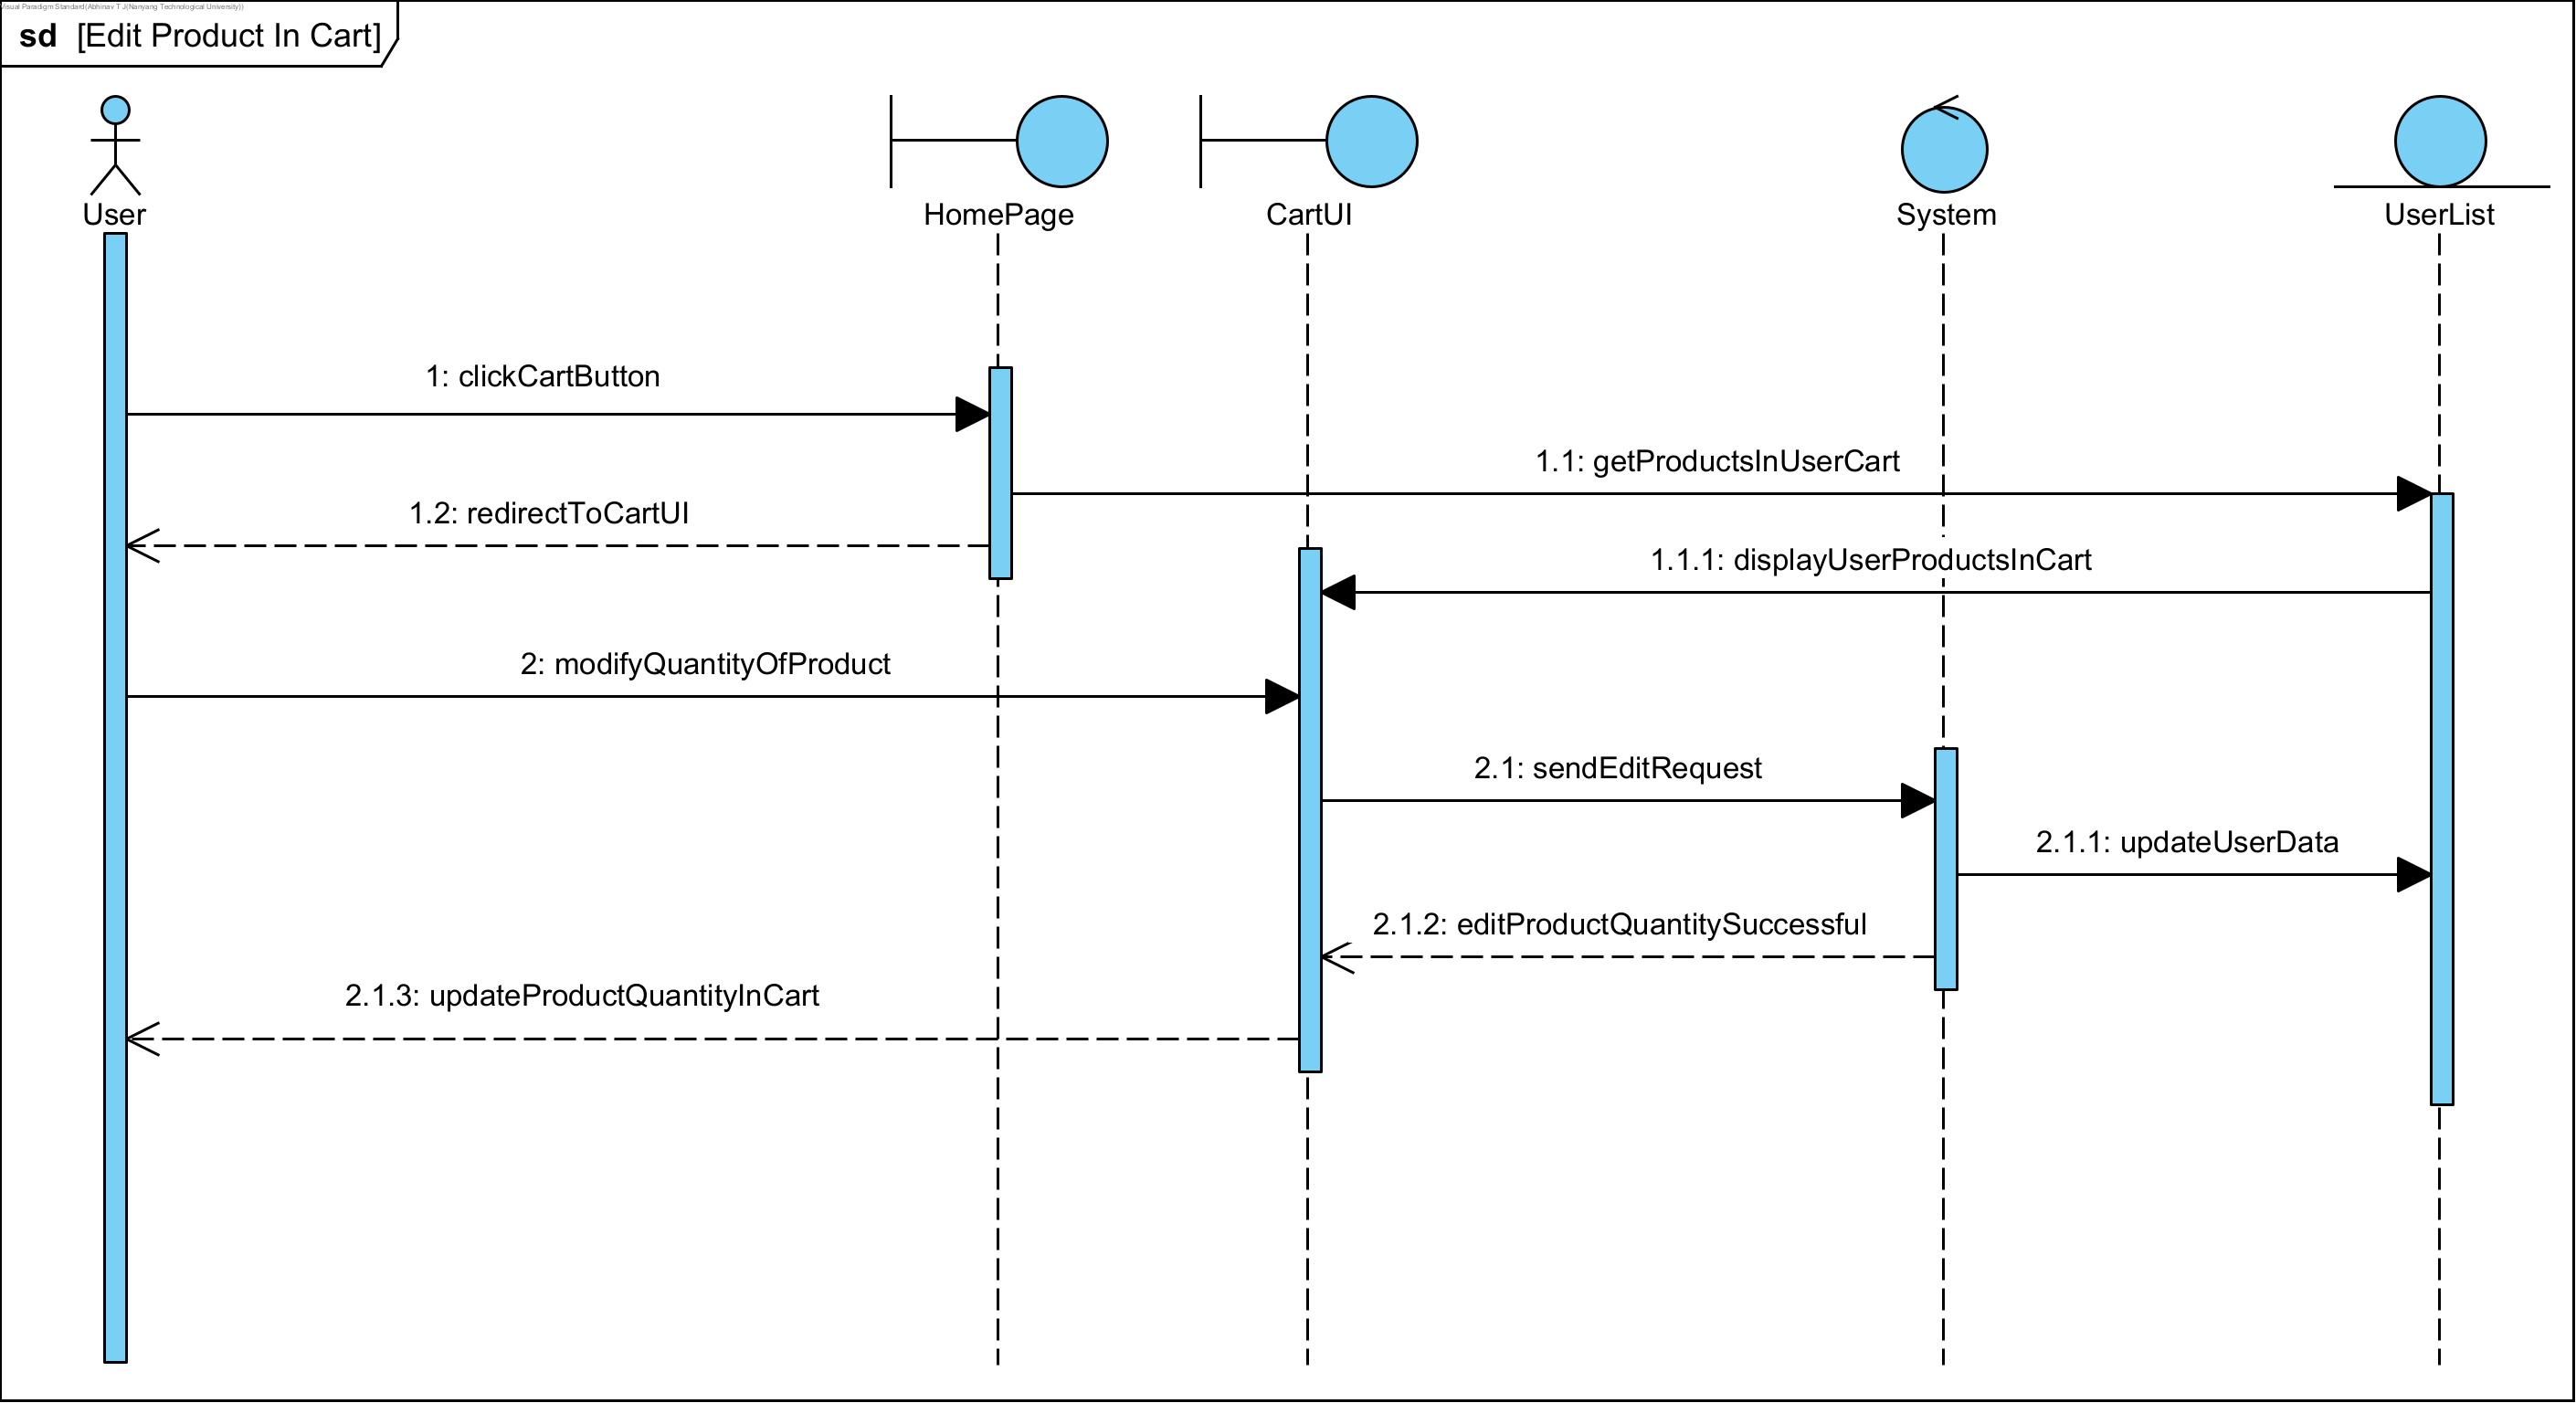 Visual Paradigm Standard(Abhinav T J(Nanyang Technological University))
sd [Edit Product In Cart]
User
HomePage
CartUI
System
UserList
1: clickCartButton
1.1: getProductsInUserCart
1.2: redirectToCartUI
1.1.1: displayUserProductsInCart
2: modifyQuantityOfProduct
2.1: sendEditRequest
2.1.1: updateUserData
2.1.2: editProductQuantitySuccessful
2.1.3: updateProductQuantityInCart